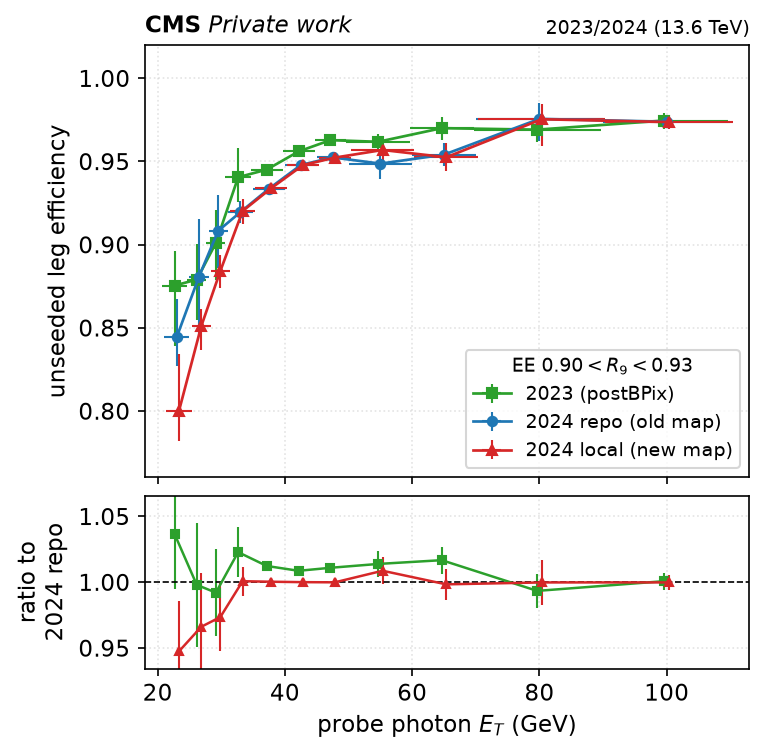 CMS Private work
2023/2024 (13.6 TeV)
unseeded leg efficiency
1.00
0.95
0.90
0.85
0.80
EE 0.90 < R₉ < 0.93
2023 (postBPix)
2024 repo (old map)
2024 local (new map)
ratio to
2024 repo
1.05
1.00
0.95
20
40
60
80
100
probe photon E_T (GeV)